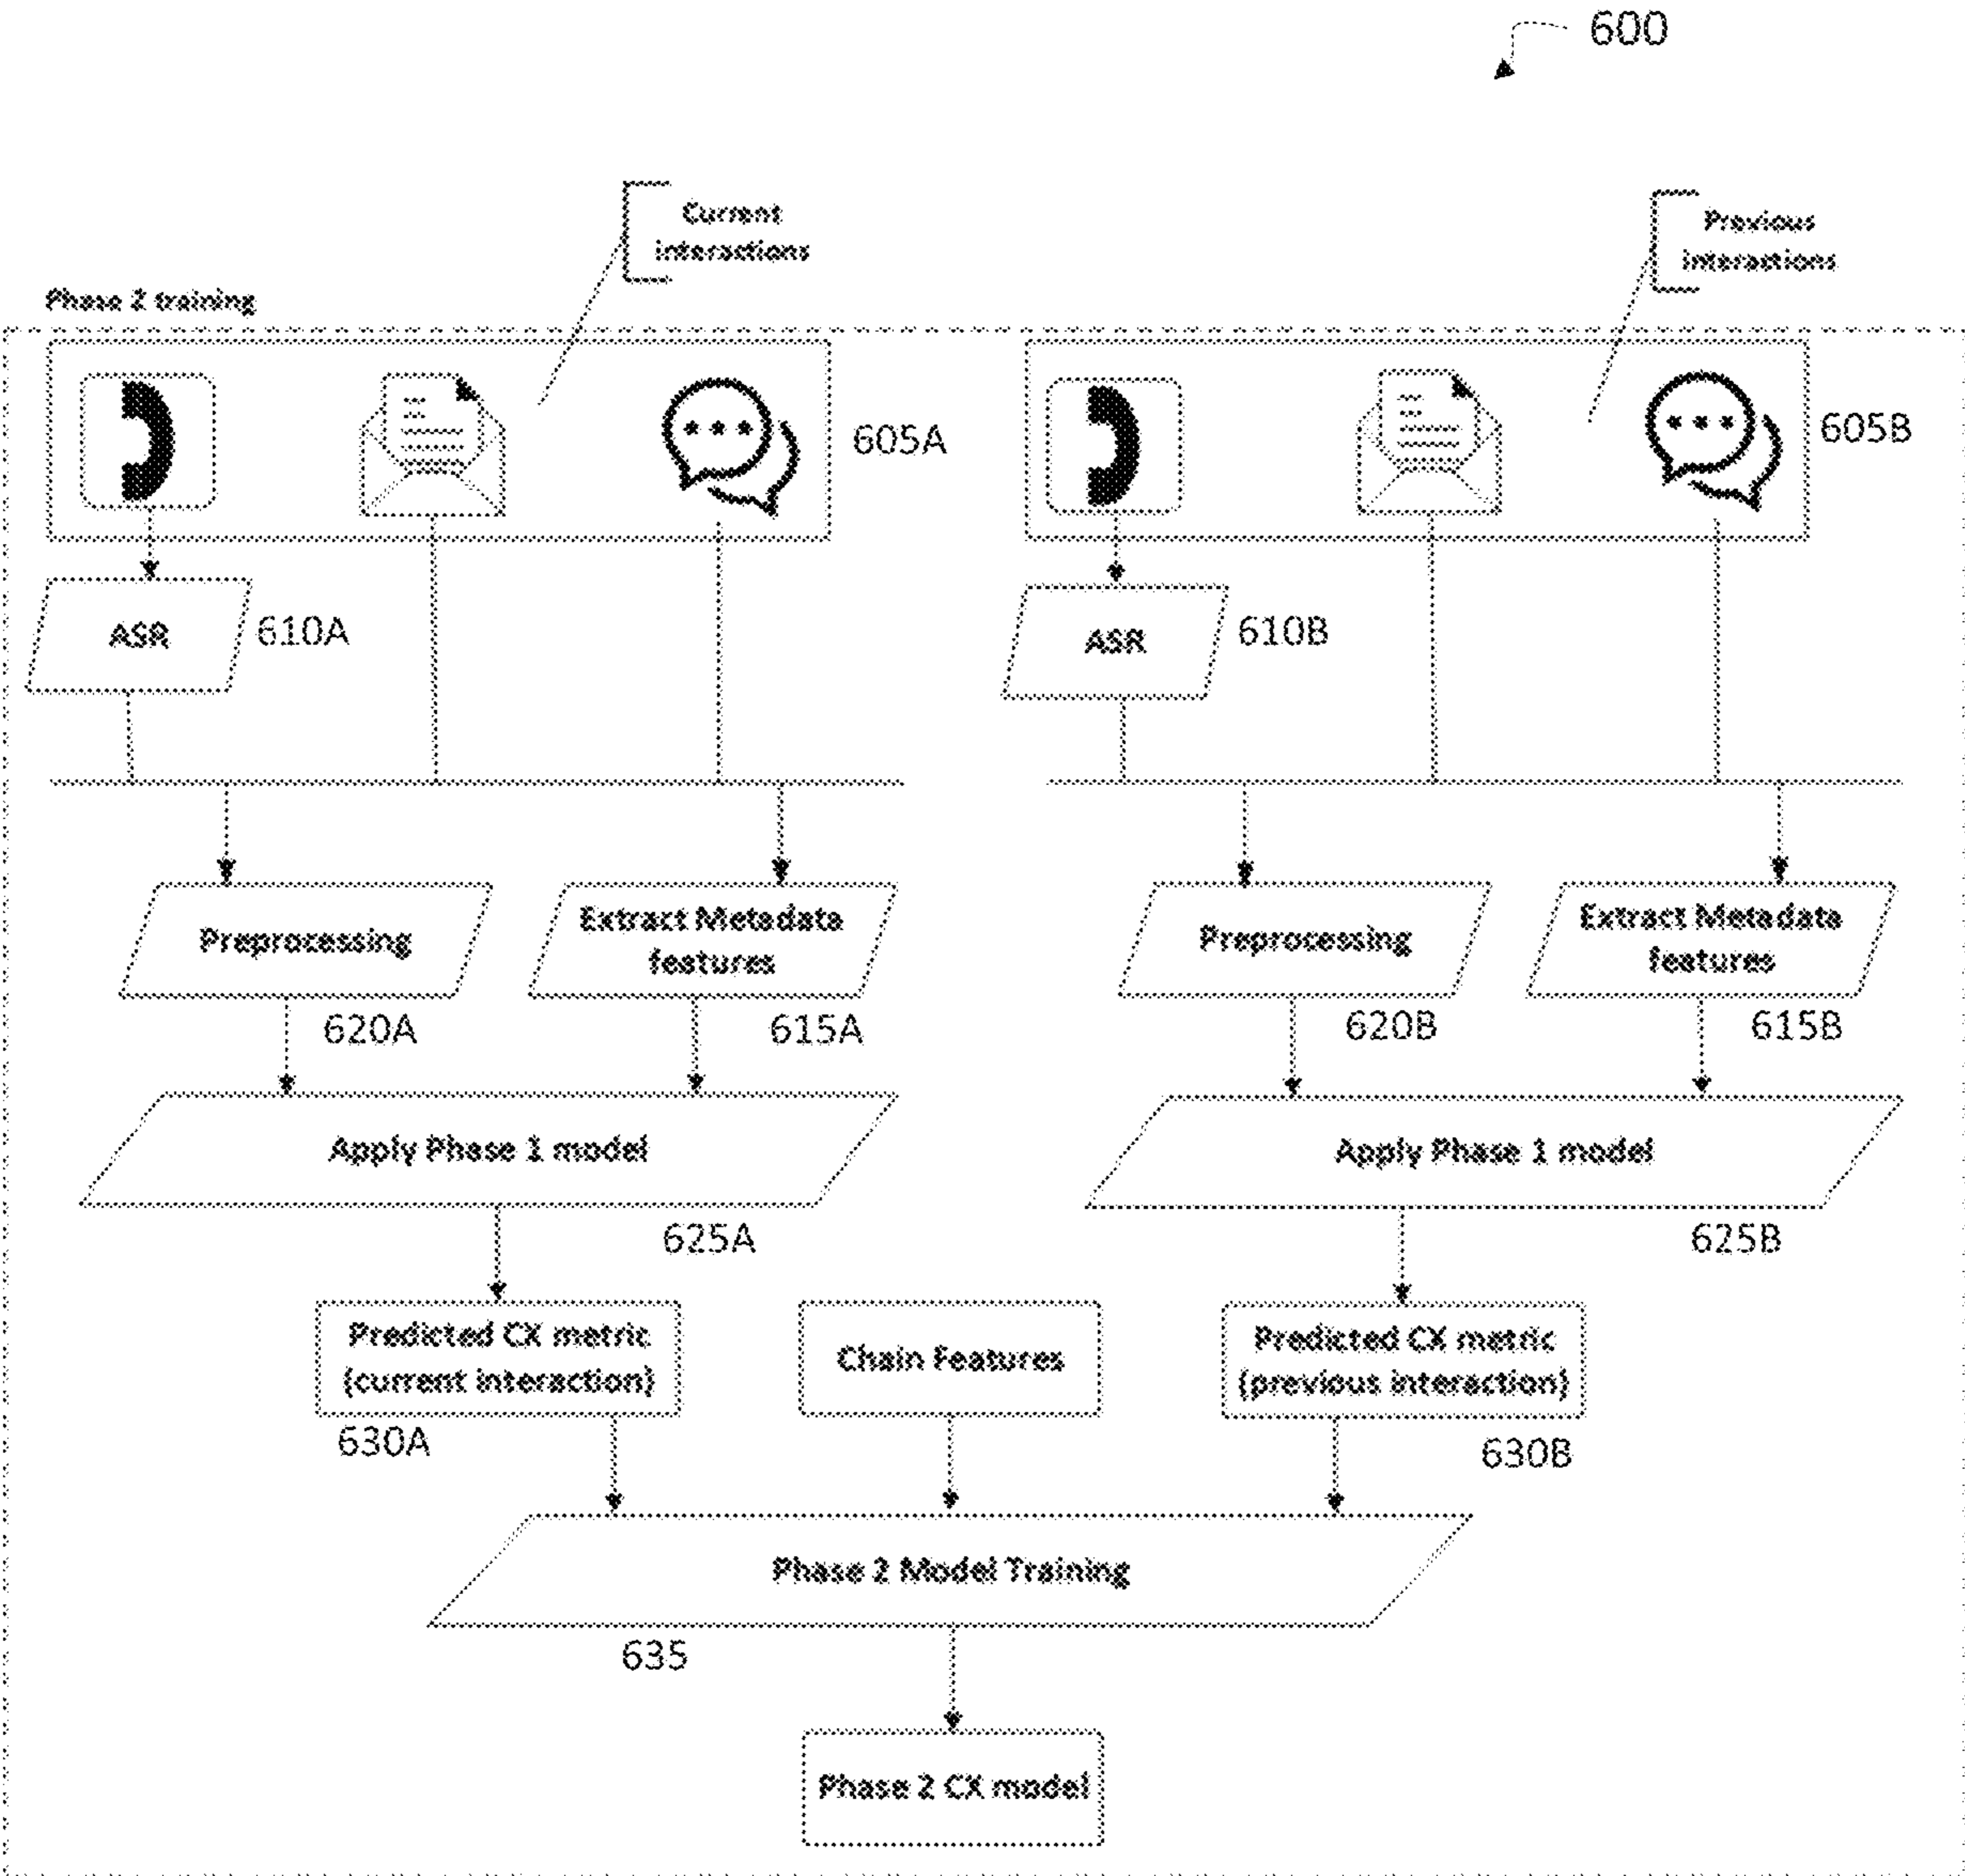 600
Current
interactions
Previous
interactions
Phase 2 training
605A
605B
ASR
610A
ASR
610B
Preprocessing
Extract Metadada
features
Preprocessing
Extract Metadata
features
620A
615A
620B
615B
Apply Phase 1 model
Apply Phase 1 model
625A
625B
Predicted CX metric
(current interaction)
Chain Features
Predicted CX metric
(previous interaction)
630A
630B
Phase 2 Model Training
635
Phase 2 CX model